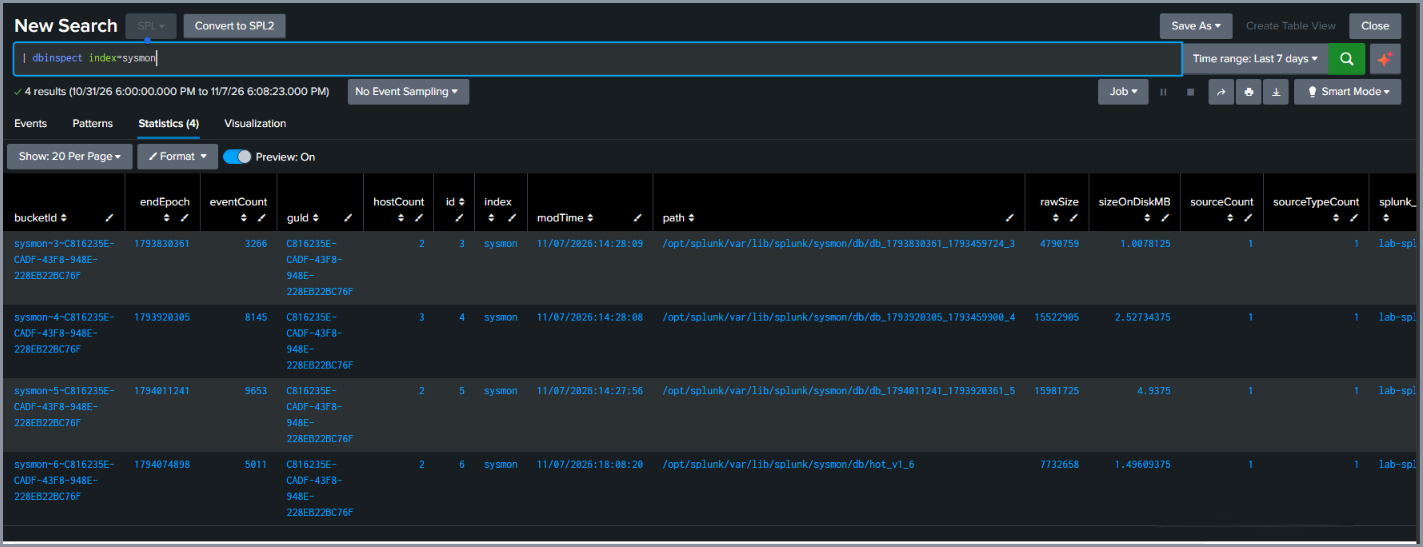 New Search SPL Convert to SPL2 Save As Create Table View Close
| dbinspect index=sysmon Time range: Last 7 days
4 results (10/31/26 6:00:00.000 PM to 11/7/26 6:08:23.000 PM) No Event Sampling Job Smart Mode
Events Patterns Statistics (4) Visualization
Show: 20 Per Page Format Preview: On
bucketId endEpoch eventCount guId hostCount id index modTime path rawSize sizeOnDiskMB sourceCount sourceTypeCount splunk_
sysmon~3~C816235E- 1793830361 3266 C816235E- 2 3 sysmon 11/07/2026:14:28:09 /opt/splunk/var/lib/splunk/sysmon/db/db_1793830361_1793459724_3 4790759 1.0078125 1 1 lab-spl
CADF-43F8-948E- CADF-43F8-
228EB22BC76F 948E-
228EB22BC76F
sysmon~4~C816235E- 1793920305 8145 C816235E- 3 4 sysmon 11/07/2026:14:28:08 /opt/splunk/var/lib/splunk/sysmon/db/db_1793920305_1793459900_4 15522905 2.52734375 1 1 lab-spl
CADF-43F8-948E- CADF-43F8-
228EB22BC76F 948E-
228EB22BC76F
sysmon~5~C816235E- 1794011241 9653 C816235E- 2 5 sysmon 11/07/2026:14:27:56 /opt/splunk/var/lib/splunk/sysmon/db/db_1794011241_1793920361_5 15981725 4.9375 1 1 lab-spl
CADF-43F8-948E- CADF-43F8-
228EB22BC76F 948E-
228EB22BC76F
sysmon~6~C816235E- 1794074898 5011 C816235E- 2 6 sysmon 11/07/2026:18:08:20 /opt/splunk/var/lib/splunk/sysmon/db/hot_v1_6 7732658 1.49609375 1 1 lab-spl
CADF-43F8-948E- CADF-43F8-
228EB22BC76F 948E-
228EB22BC76F